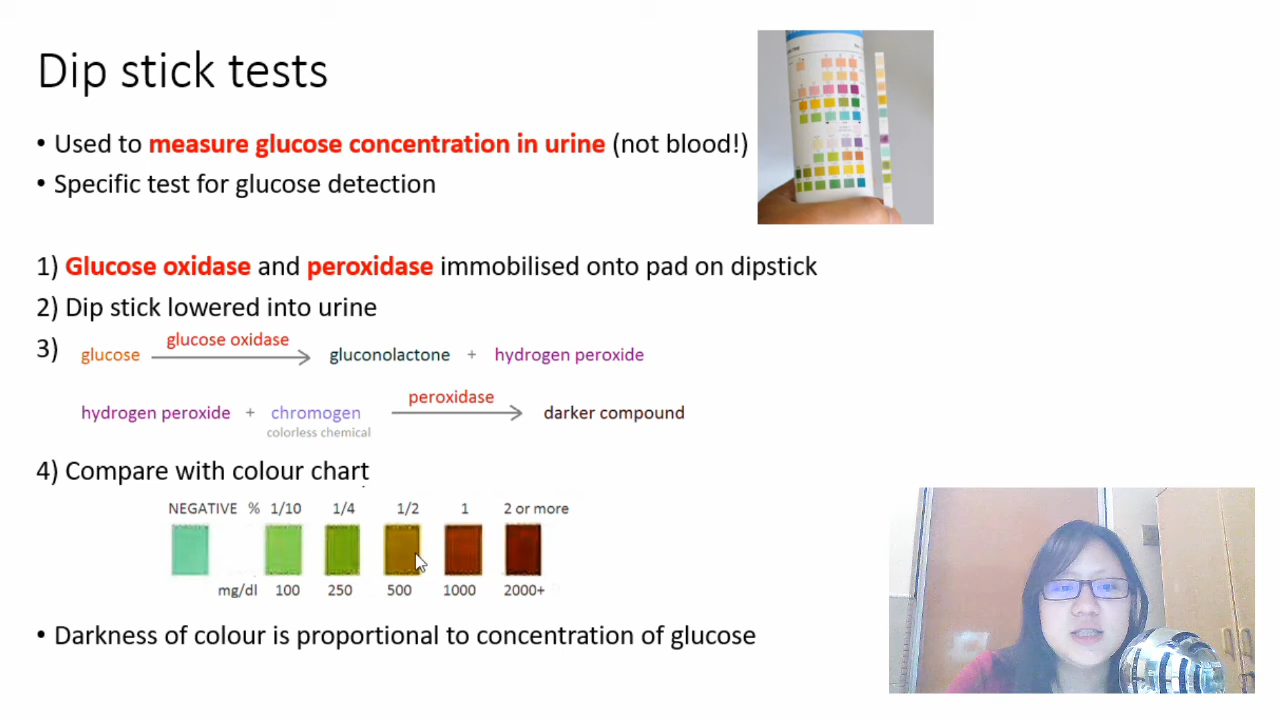 Dip stick tests
• Used to measure glucose concentration in urine (not blood!)
• Specific test for glucose detection
1) Glucose oxidase and peroxidase immobilised onto pad on dipstick
2) Dip stick lowered into urine
3) glucose glucose oxidase gluconolactone + hydrogen peroxide
hydrogen peroxide + chromogen peroxidase darker compound
colorless chemical
4) Compare with colour chart
NEGATIVE % 1/10 1/4 1/2 1 2 or more
mg/dl 100 250 500 1000 2000+
• Darkness of colour is proportional to concentration of glucose